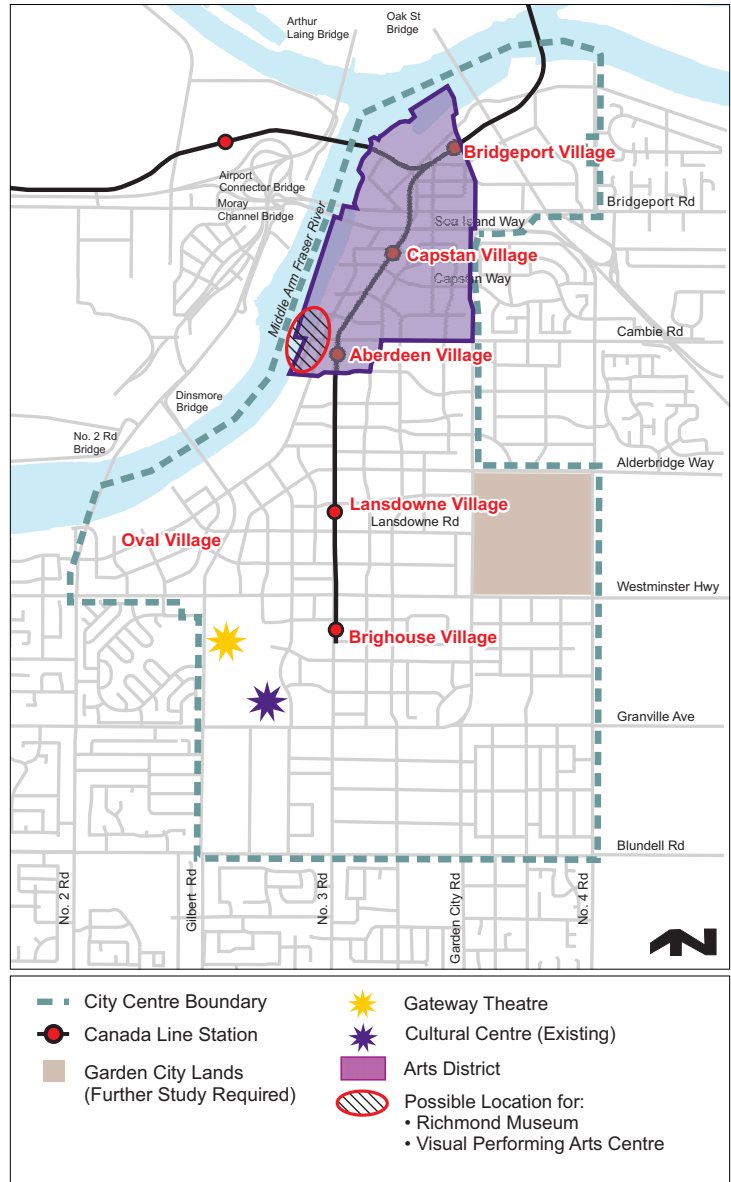 Arthur
Laing Bridge
Oak St
Bridge
Bridgeport Village
Airport
Connector Bridge
Moray
Channel Bridge
Bridgeport Rd
Middle Arm Fraser River
Sea Island Way
Capstan Village
Capstan Way
Cambie Rd
Aberdeen Village
Dinsmore
Bridge
No. 2 Rd
Bridge
Alderbridge Way
Lansdowne Village
Lansdowne Rd
Oval Village
Westminster Hwy
Brighouse Village
Granville Ave
Blundell Rd
No. 2 Rd
Gilbert Rd
No. 3 Rd
Garden City Rd
No. 4 Rd
N
City Centre Boundary
Canada Line Station
Garden City Lands
(Further Study Required)
Gateway Theatre
Cultural Centre (Existing)
Arts District
Possible Location for:
• Richmond Museum
• Visual Performing Arts Centre